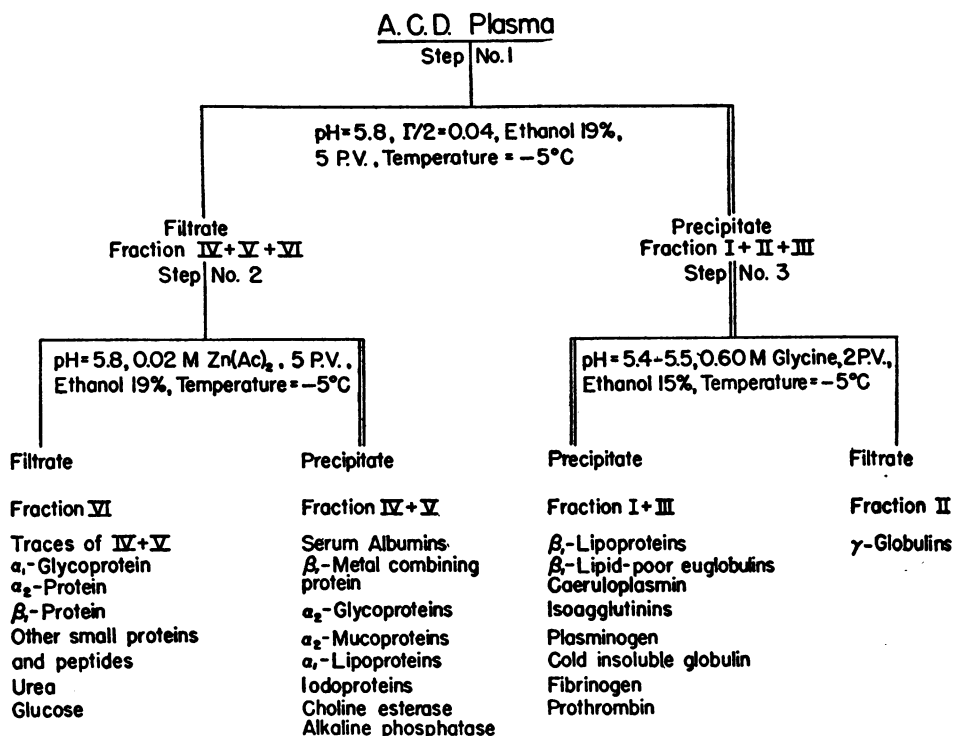 A.C.D. Plasma
Step No.1
pH=5.8, Γ/2=0.04, Ethanol 19%,
5 P.V., Temperature = -5°C
Filtrate
Fraction IV+V+VI
Step No. 2
Precipitate
Fraction I+II+III
Step No. 3
pH=5.8, 0.02 M Zn(Ac)₂, 5 P.V.,
Ethanol 19%, Temperature=-5°C
pH=5.4-5.5, 0.60 M Glycine, 2P.V.,
Ethanol 15%, Temperature=-5°C
Filtrate
Fraction VI
Traces of IV+V
α₁-Glycoprotein
α₂-Protein
β₁-Protein
Other small proteins
and peptides
Urea
Glucose
Precipitate
Fraction IV+V
Serum Albumins
β₁-Metal combining
protein
α₂-Glycoproteins
α₂-Mucoproteins
α₁-Lipoproteins
Iodoproteins
Choline esterase
Alkaline phosphatase
Precipitate
Fraction I+III
β₁-Lipoproteins
β₁-Lipid-poor euglobulins
Caeruloplasmin
Isoagglutinins
Plasminogen
Cold insoluble globulin
Fibrinogen
Prothrombin
Filtrate
Fraction II
γ-Globulins